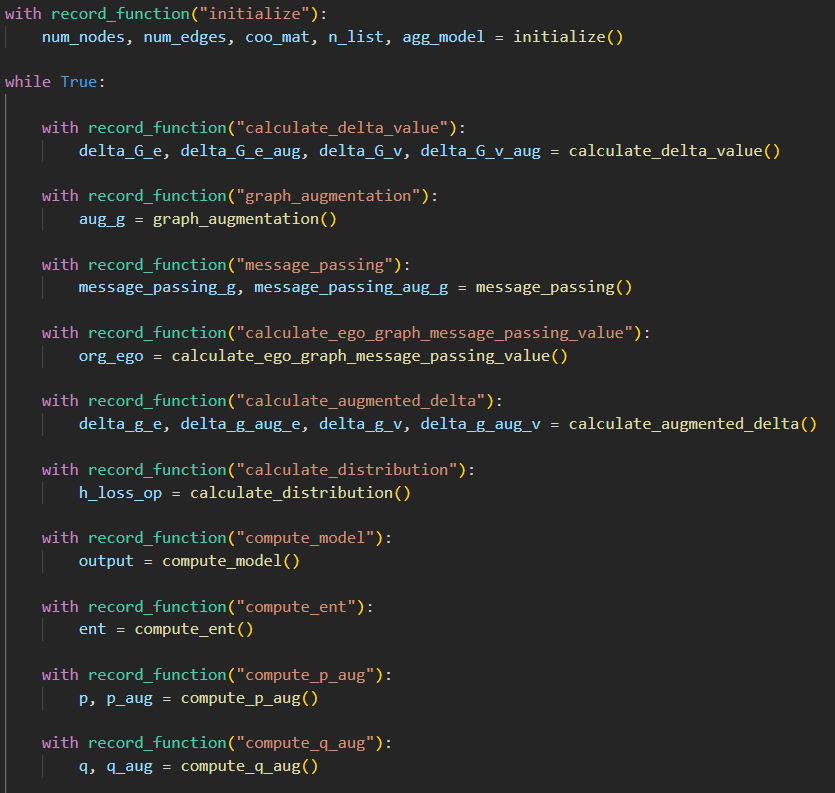 with record_function("initialize"):
    num_nodes, num_edges, coo_mat, n_list, agg_model = initialize()
while True:
    with record_function("calculate_delta_value"):
        delta_G_e, delta_G_e_aug, delta_G_v, delta_G_v_aug = calculate_delta_value()
    with record_function("graph_augmentation"):
        aug_g = graph_augmentation()
    with record_function("message_passing"):
        message_passing_g, message_passing_aug_g = message_passing()
    with record_function("calculate_ego_graph_message_passing_value"):
        org_ego = calculate_ego_graph_message_passing_value()
    with record_function("calculate_augmented_delta"):
        delta_g_e, delta_g_aug_e, delta_g_v, delta_g_aug_v = calculate_augmented_delta()
    with record_function("calculate_distribution"):
        h_loss_op = calculate_distribution()
    with record_function("compute_model"):
        output = compute_model()
    with record_function("compute_ent"):
        ent = compute_ent()
    with record_function("compute_p_aug"):
        p, p_aug = compute_p_aug()
    with record_function("compute_q_aug"):
        q, q_aug = compute_q_aug()